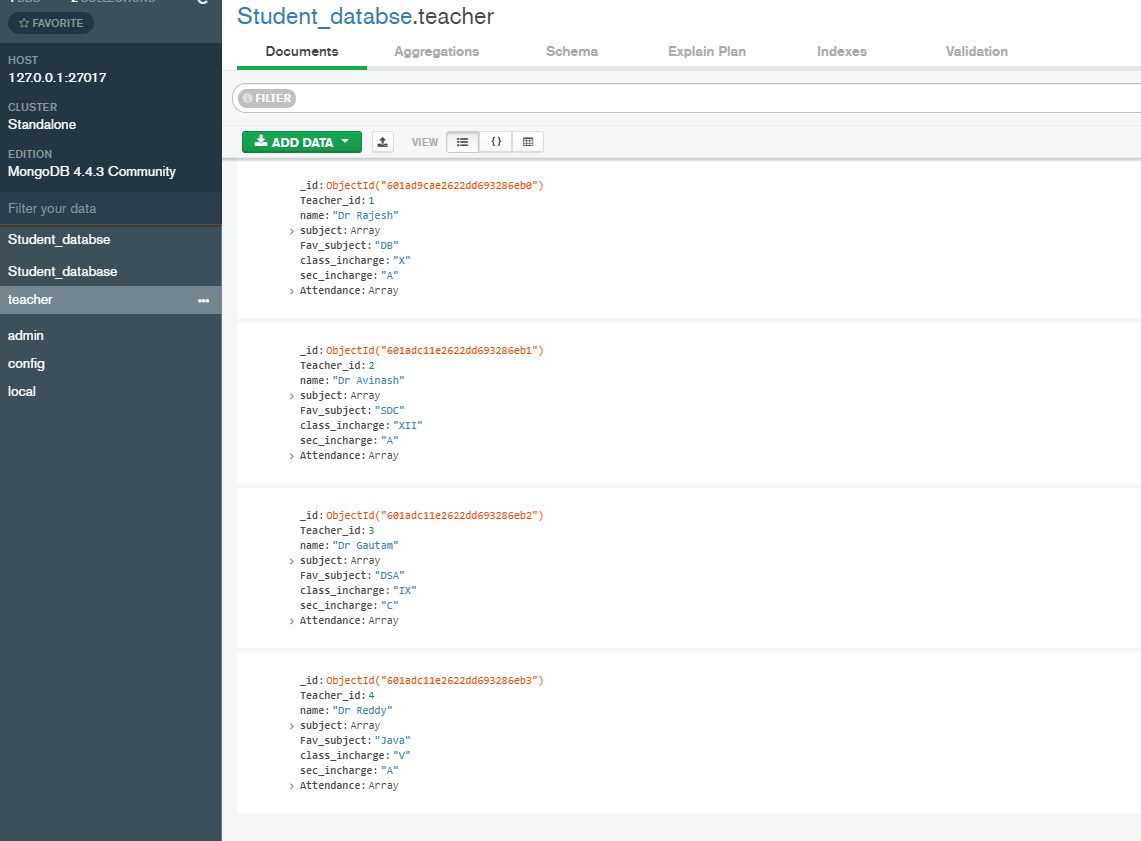 FAVORITE
HOST
127.0.0.1:27017
CLUSTER
Standalone
EDITION
MongoDB 4.4.3 Community
Filter your data
Student_databse
Student_database
teacher
admin
config
local
Student_databse.teacher
Documents Aggregations Schema Explain Plan Indexes Validation
FILTER
ADD DATA VIEW { }
_id: ObjectId("601ad9cae2622dd693286eb0")
Teacher_id: 1
name: "Dr Rajesh"
> subject: Array
Fav_subject: "DB"
class_incharge: "X"
sec_incharge: "A"
> Attendance: Array
_id: ObjectId("601adc11e2622dd693286eb1")
Teacher_id: 2
name: "Dr Avinash"
> subject: Array
Fav_subject: "SDC"
class_incharge: "XII"
sec_incharge: "A"
> Attendance: Array
_id: ObjectId("601adc11e2622dd693286eb2")
Teacher_id: 3
name: "Dr Gautam"
> subject: Array
Fav_subject: "DSA"
class_incharge: "IX"
sec_incharge: "C"
> Attendance: Array
_id: ObjectId("601adc11e2622dd693286eb3")
Teacher_id: 4
name: "Dr Reddy"
> subject: Array
Fav_subject: "Java"
class_incharge: "V"
sec_incharge: "A"
> Attendance: Array